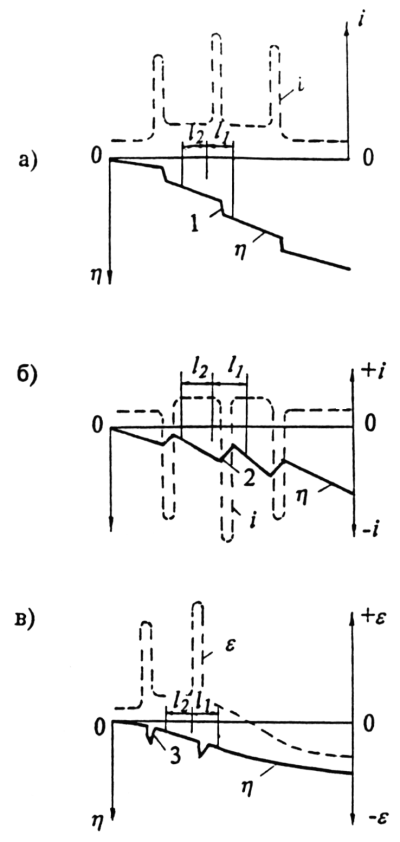 i
i
l₂ l₁
а) 0 0
1 η
η
б) l₂ l₁ +i
0 0
2 η
i -i
в) +ε
ε
l₂ l₁
0 0
3 η
η -ε